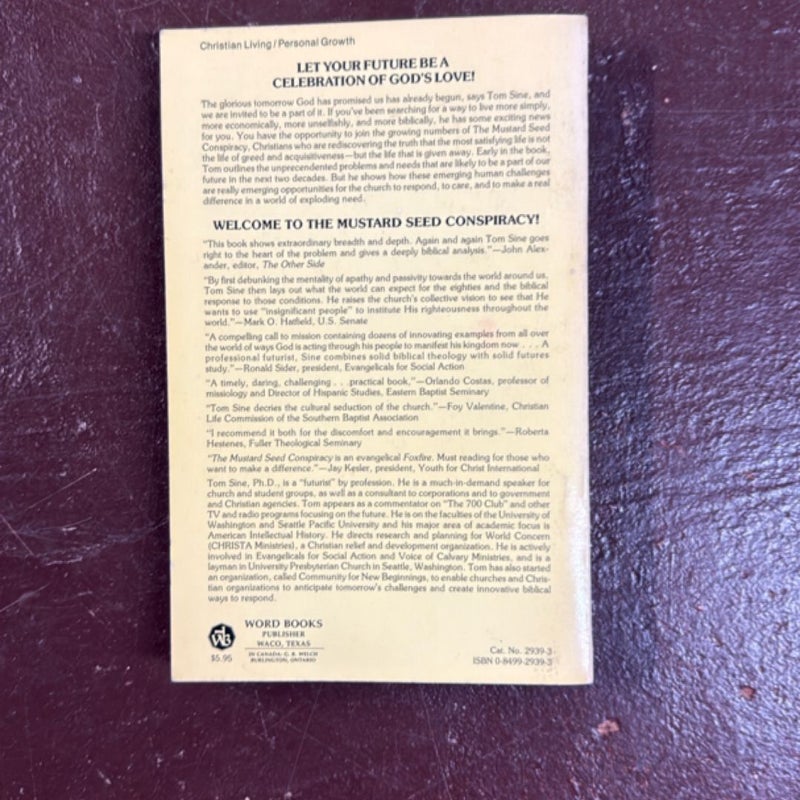 Christian Living / Personal Growth
LET YOUR FUTURE BE A
CELEBRATION OF GOD'S LOVE!
The glorious tomorrow God has promised us has already begun, says Tom Sine, and
we are invited to be a part of it. If you've been searching for a way to live more simply,
more economically, more unselfishly, and more biblically, he has some exciting news
for you. You have the opportunity to join the growing numbers of The Mustard Seed
Conspiracy, Christians who are rediscovering the truth that the most satisfying life is not
the life of greed and acquisitiveness—but the life that is given away. Early in the book,
Tom outlines the unprecendented problems and needs that are likely to be a part of our
future in the next two decades. But he shows how these emerging human challenges
are really emerging opportunities for the church to respond, to care, and to make a real
difference in a world of exploding need.
WELCOME TO THE MUSTARD SEED CONSPIRACY!
"This book shows extraordinary breadth and depth. Again and again Tom Sine goes
right to the heart of the problem and gives a deeply biblical analysis."—John Alex-
ander, editor, The Other Side
"By first debunking the mentality of apathy and passivity towards the world around us,
Tom Sine then lays out what the world can expect for the eighties and the biblical
response to those conditions. He raises the church's collective vision to see that He
wants to use "insignificant people" to institute His righteousness throughout the
world."—Mark O. Hatfield, U.S. Senate
"A compelling call to mission containing dozens of innovating examples from all over
the world of ways God is acting through his people to manifest his kingdom now . . . A
professional futurist, Sine combines solid biblical theology with solid futures
study."—Ronald Sider, president, Evangelicals for Social Action
"A timely, daring, challenging . . . practical book,"—Orlando Costas, professor of
missiology and Director of Hispanic Studies, Eastern Baptist Seminary
"Tom Sine decries the cultural seduction of the church."—Foy Valentine, Christian
Life Commission of the Southern Baptist Association
"I recommend it both for the discomfort and encouragement it brings."—Roberta
Hestenes, Fuller Theological Seminary
"The Mustard Seed Conspiracy is an evangelical Foxfire. Must reading for those who
want to make a difference."—Jay Kesler, president, Youth for Christ International
Tom Sine, Ph.D., is a "futurist" by profession. He is a much-in-demand speaker for
church and student groups, as well as a consultant to corporations and to government
and Christian agencies. Tom appears as a commentator on "The 700 Club" and other
TV and radio programs focusing on the future. He is on the faculties of the University of
Washington and Seattle Pacific University and his major area of academic focus is
American Intellectual History. He directs research and planning for World Concern
(CHRISTA Ministries), a Christian relief and development organization. He is actively
involved in Evangelicals for Social Action and Voice of Calvary Ministries, and is a
layman in University Presbyterian Church in Seattle, Washington. Tom has also started
an organization, called Community for New Beginnings, to enable churches and Chris-
tian organizations to anticipate tomorrow's challenges and create innovative biblical
ways to respond.
WORD BOOKS
PUBLISHER
WACO, TEXAS
IN CANADA: G. R. WELCH
BURLINGTON, ONTARIO
$5.95
Cat. No. 2939-3
ISBN 0-8499-2939-3